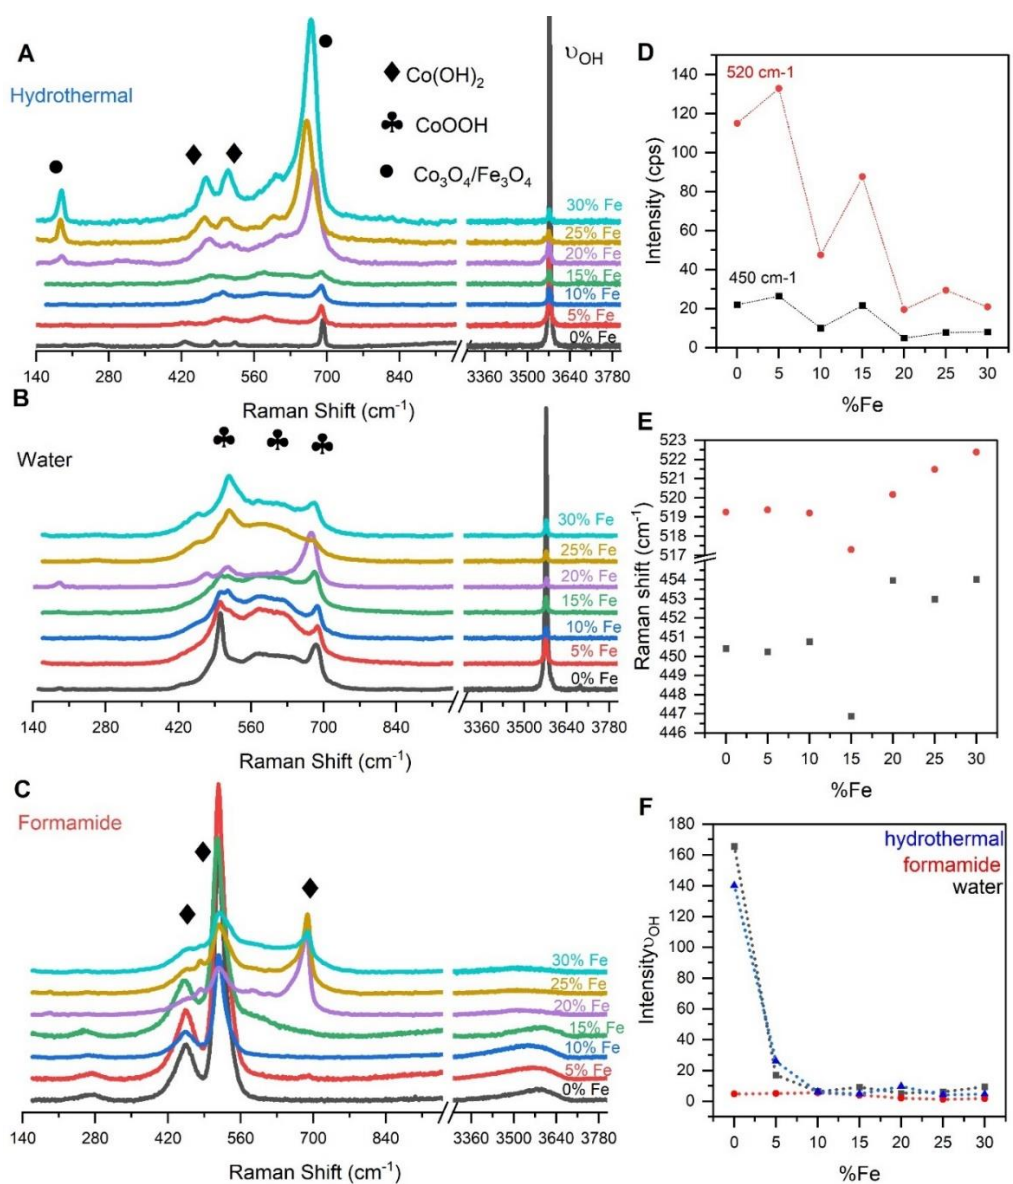 A
Hydrothermal
Co(OH)₂
CoOOH
Co₃O₄/Fe₃O₄
υOH
30% Fe
25% Fe
20% Fe
15% Fe
10% Fe
5% Fe
0% Fe
140 280 420 560 700 840 3360 3500 3640 3780
Raman Shift (cm⁻¹)
B
Water
30% Fe
25% Fe
20% Fe
15% Fe
10% Fe
5% Fe
0% Fe
140 280 420 560 700 840 3360 3500 3640 3780
Raman Shift (cm⁻¹)
C
Formamide
30% Fe
25% Fe
20% Fe
15% Fe
10% Fe
5% Fe
0% Fe
140 280 420 560 700 840 3360 3500 3640 3780
Raman Shift (cm⁻¹)
D
520 cm-1
450 cm-1
Intensity (cps)
140
120
100
80
60
40
20
0
0 5 10 15 20 25 30
%Fe
E
Raman shift (cm⁻¹)
523
522
521
520
519
518
517
454
453
452
451
450
449
448
447
446
0 5 10 15 20 25 30
%Fe
F
hydrothermal
formamide
water
IntensityυOH
180
160
140
120
100
80
60
40
20
0
0 5 10 15 20 25 30
%Fe